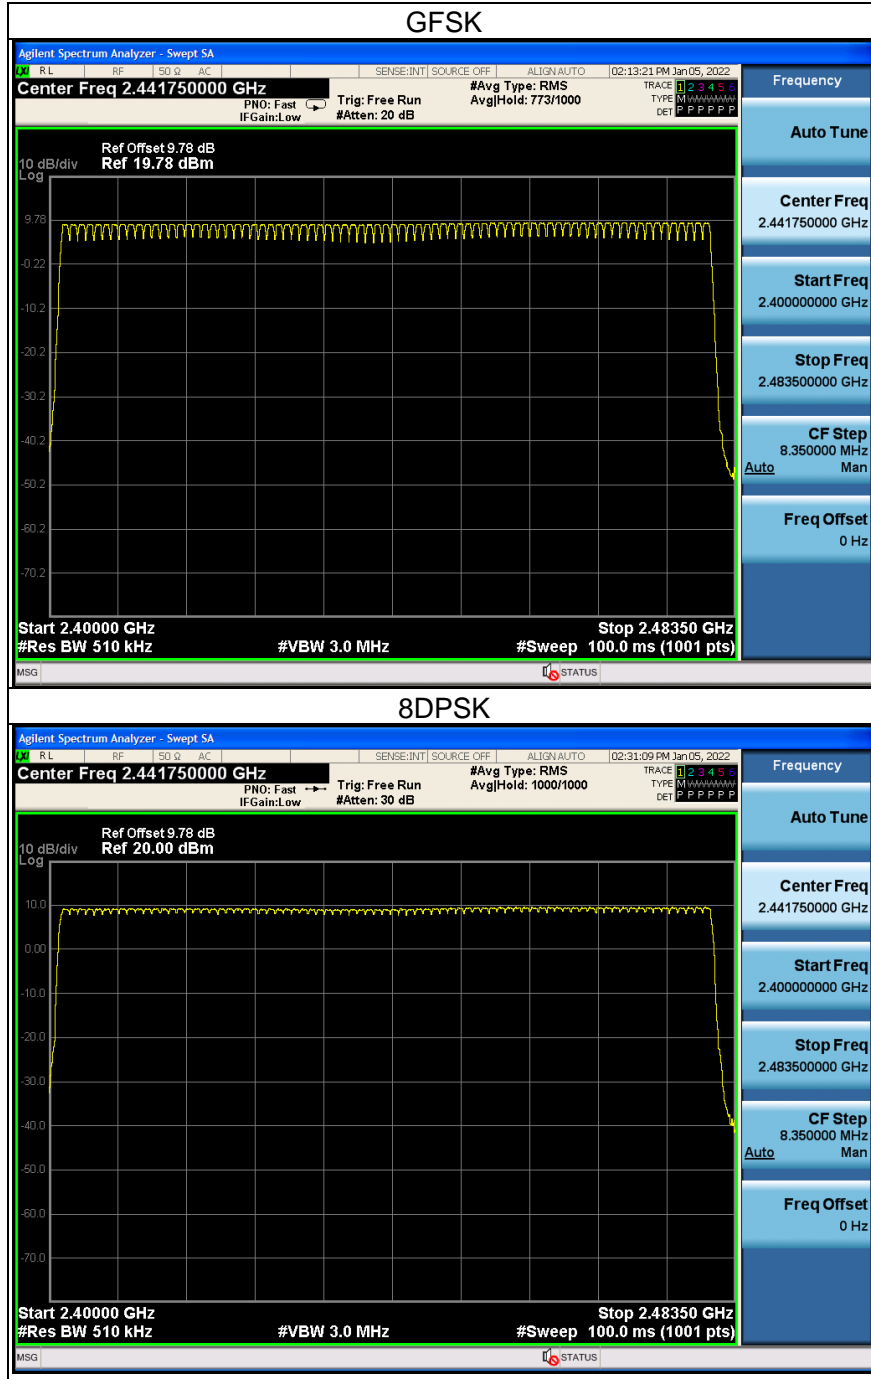 GFSK
Agilent Spectrum Analyzer - Swept SA
LXI RL RF 50 Ω AC SENSE:INT SOURCE OFF ALIGN AUTO 02:13:21 PM Jan 05, 2022
Center Freq 2.441750000 GHz #Avg Type: RMS TRACE 1 2 3 4 5 6
PNO: Fast Trig: Free Run Avg|Hold: 773/1000 TYPE M
IFGain:Low #Atten: 20 dB DET P P P P P P
Ref Offset 9.78 dB
10 dB/div Ref 19.78 dBm
Log
9.78
-0.22
-10.2
-20.2
-30.2
-40.2
-50.2
-60.2
-70.2
Start 2.40000 GHz Stop 2.48350 GHz
#Res BW 510 kHz #VBW 3.0 MHz #Sweep 100.0 ms (1001 pts)
MSG STATUS
Frequency
Auto Tune
Center Freq
2.441750000 GHz
Start Freq
2.400000000 GHz
Stop Freq
2.483500000 GHz
CF Step
8.350000 MHz
Auto Man
Freq Offset
0 Hz
8DPSK
Agilent Spectrum Analyzer - Swept SA
LXI RL RF 50 Ω AC SENSE:INT SOURCE OFF ALIGN AUTO 02:31:09 PM Jan 05, 2022
Center Freq 2.441750000 GHz #Avg Type: RMS TRACE 1 2 3 4 5 6
PNO: Fast Trig: Free Run Avg|Hold: 1000/1000 TYPE M
IFGain:Low #Atten: 30 dB DET P P P P P P
Ref Offset 9.78 dB
10 dB/div Ref 20.00 dBm
Log
10.0
0.00
-10.0
-20.0
-30.0
-40.0
-50.0
-60.0
-70.0
Start 2.40000 GHz Stop 2.48350 GHz
#Res BW 510 kHz #VBW 3.0 MHz #Sweep 100.0 ms (1001 pts)
MSG STATUS
Frequency
Auto Tune
Center Freq
2.441750000 GHz
Start Freq
2.400000000 GHz
Stop Freq
2.483500000 GHz
CF Step
8.350000 MHz
Auto Man
Freq Offset
0 Hz